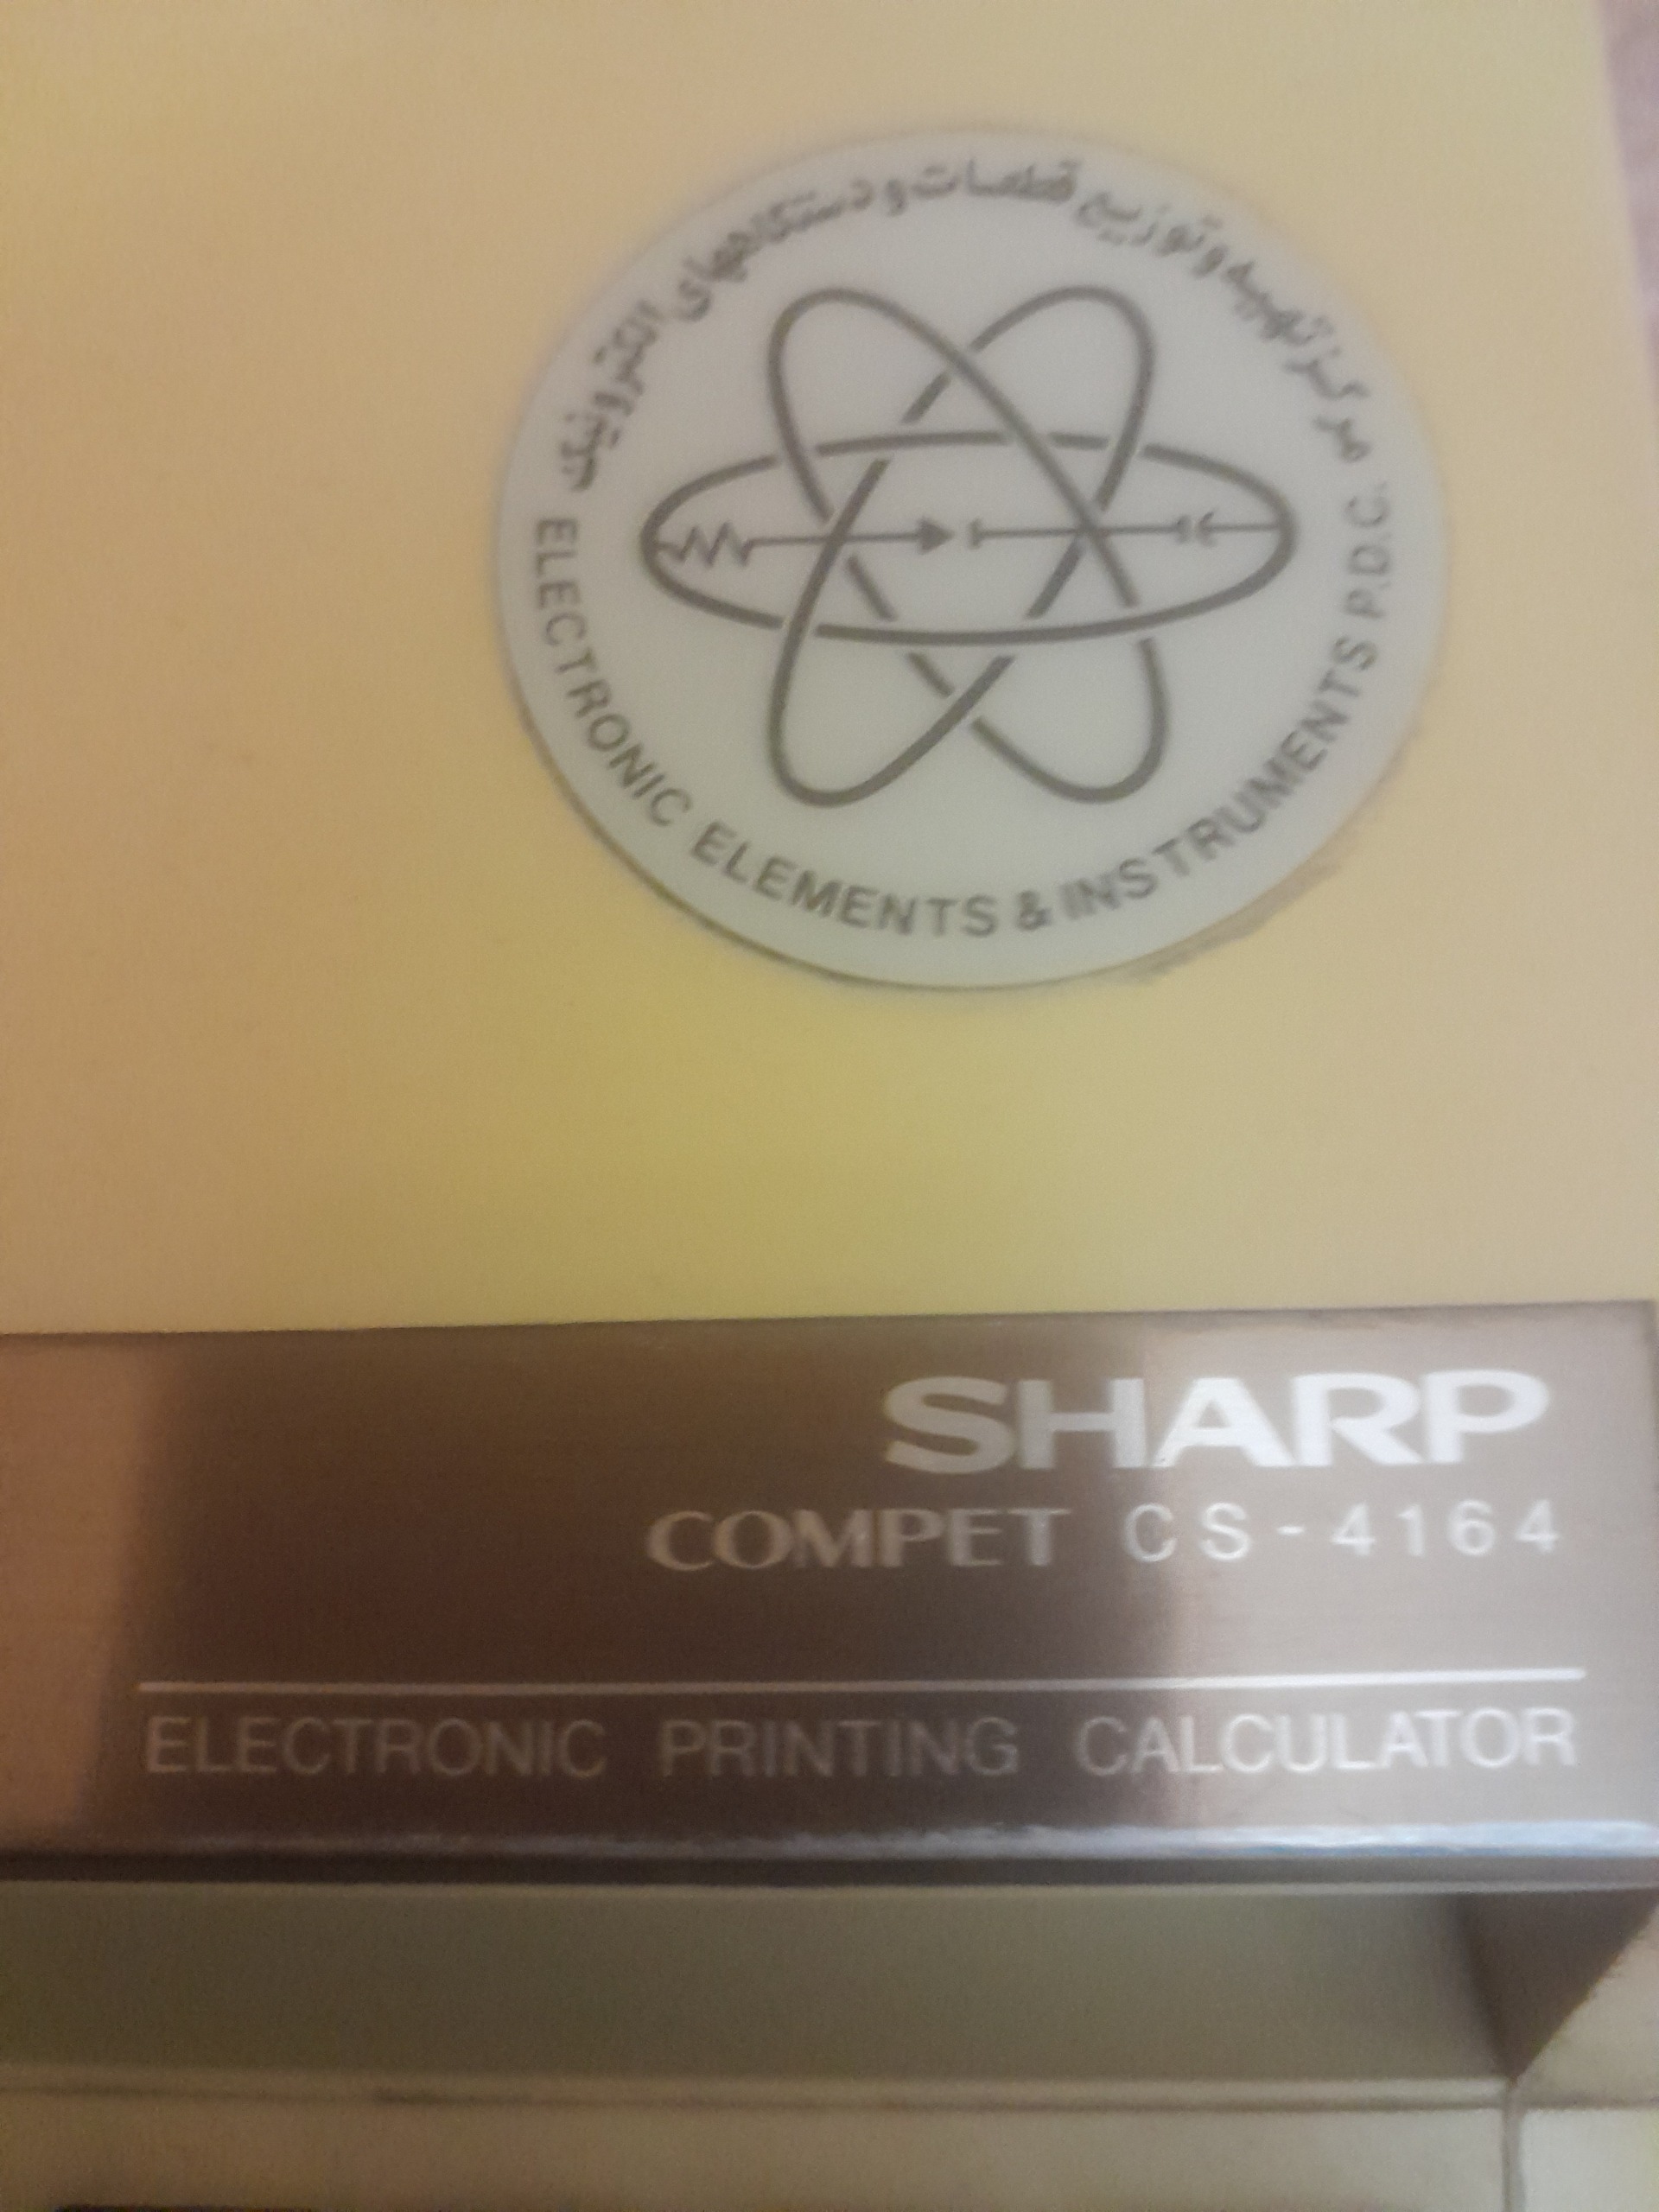 مرکز تهیه و توزیع قطعات و دستگاههای الکترونیک
ELECTRONIC ELEMENTS & INSTRUMENTS P.D.C.
SHARP
COMPET CS-4164
ELECTRONIC PRINTING CALCULATOR